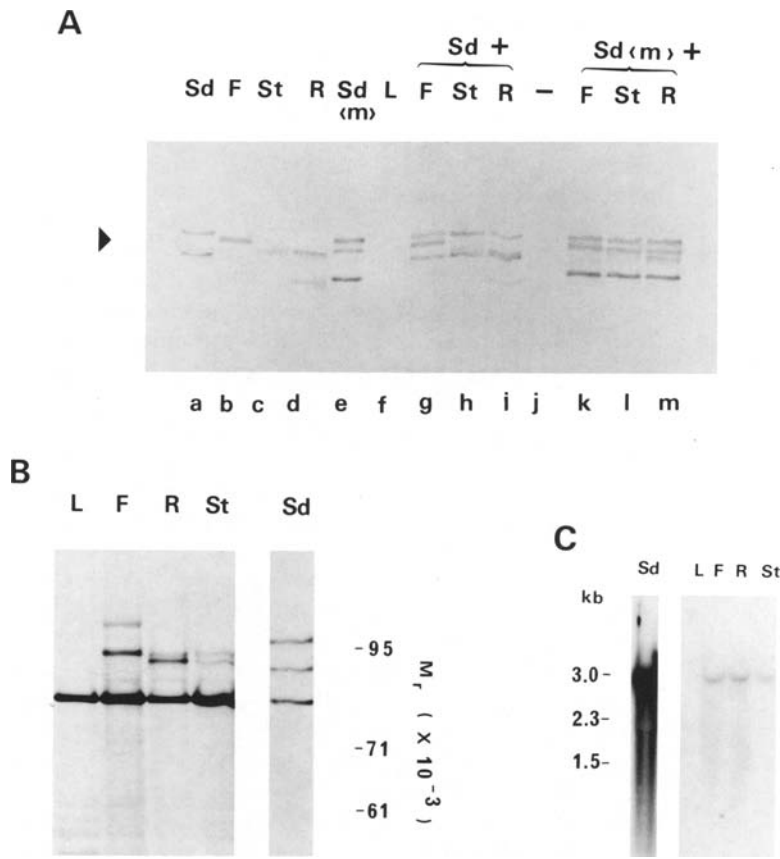 A
Sd + Sd (m) +
Sd F St R Sd L F St R – F St R
(m)
a b c d e f g h i j k l m
B
L F R St Sd
-95
-71
-61
Mr ( X 10-3 )
C
Sd L F R St
kb
3.0-
2.3-
1.5-